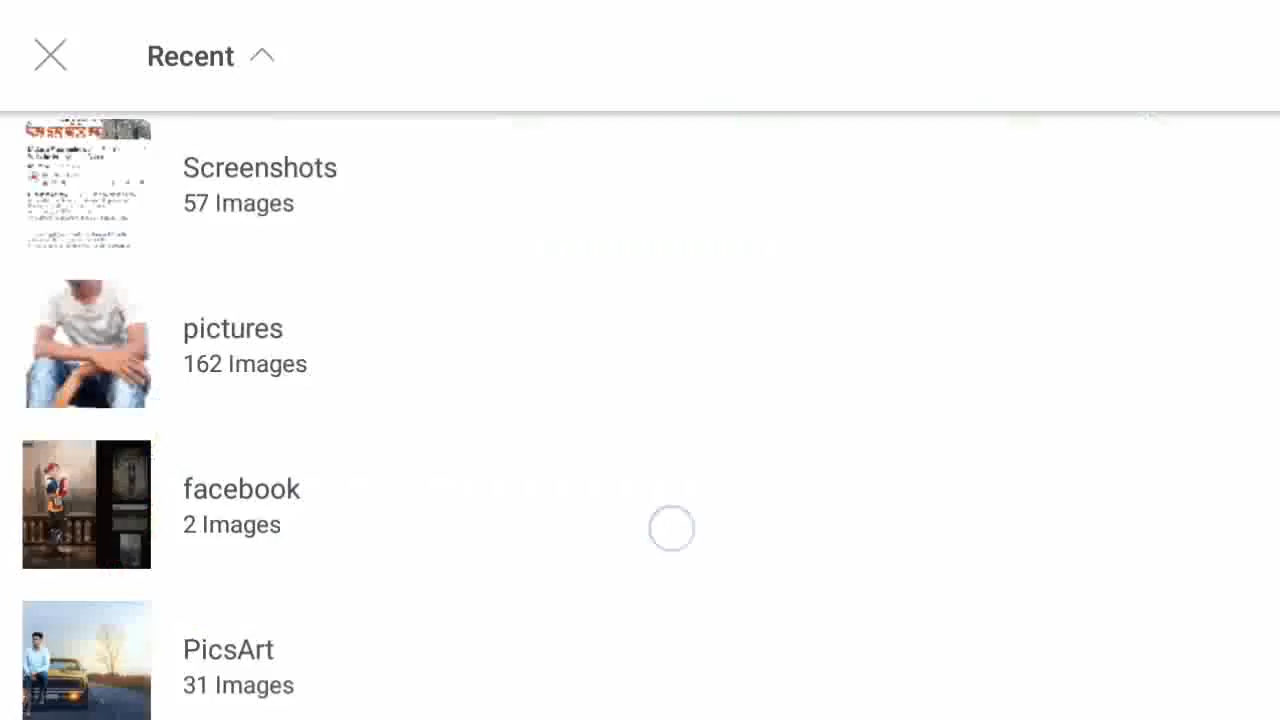 Recent
Screenshots
57 Images
pictures
162 Images
facebook
2 Images
PicsArt
31 Images